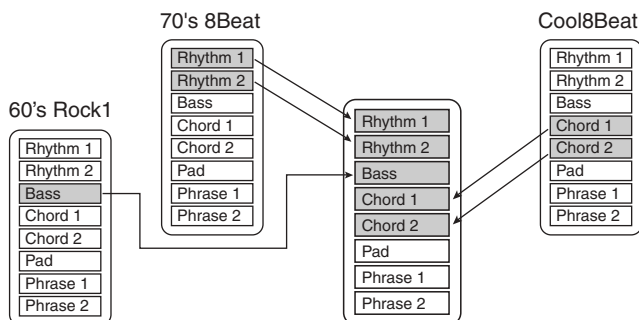 60's Rock1
Rhythm 1
Rhythm 2
Bass
Chord 1
Chord 2
Pad
Phrase 1
Phrase 2
70's 8Beat
Rhythm 1
Rhythm 2
Bass
Chord 1
Chord 2
Pad
Phrase 1
Phrase 2
Rhythm 1
Rhythm 2
Bass
Chord 1
Chord 2
Pad
Phrase 1
Phrase 2
Cool8Beat
Rhythm 1
Rhythm 2
Bass
Chord 1
Chord 2
Pad
Phrase 1
Phrase 2